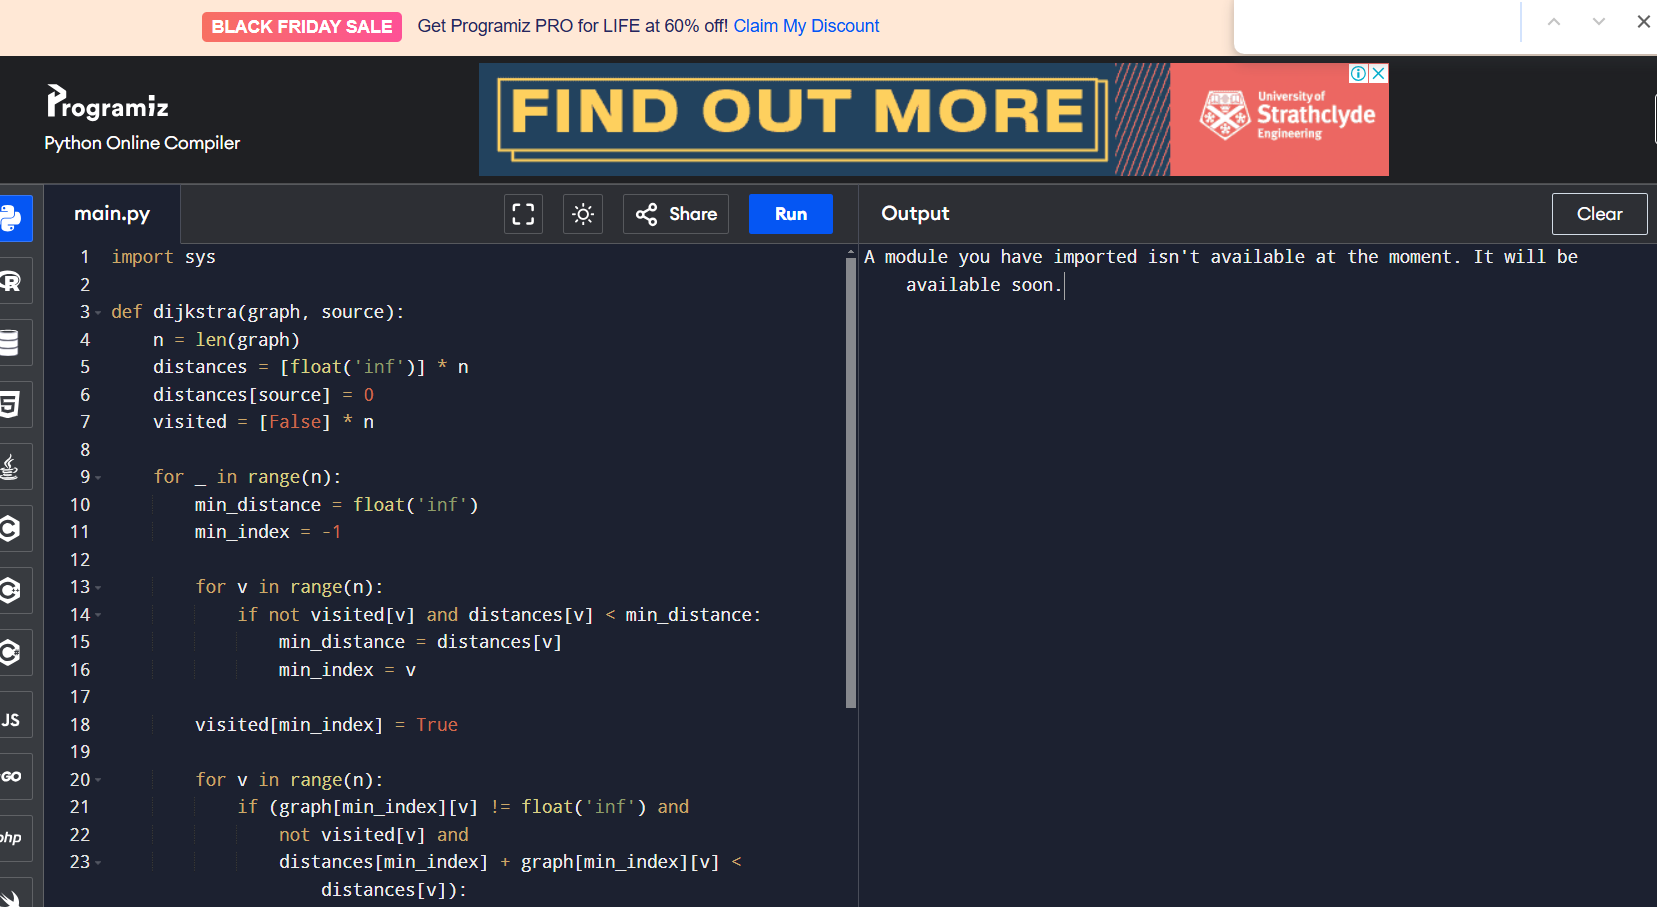 BLACK FRIDAY SALE Get Programiz PRO for LIFE at 60% off! Claim My Discount
Programiz
Python Online Compiler
FIND OUT MORE
University of
Strathclyde
Engineering
main.py
Share
Run
Output
Clear
1 import sys
2
3 def dijkstra(graph, source):
4     n = len(graph)
5     distances = [float('inf')] * n
6     distances[source] = 0
7     visited = [False] * n
8
9     for _ in range(n):
10         min_distance = float('inf')
11         min_index = -1
12
13         for v in range(n):
14             if not visited[v] and distances[v] < min_distance:
15                 min_distance = distances[v]
16                 min_index = v
17
18         visited[min_index] = True
19
20         for v in range(n):
21             if (graph[min_index][v] != float('inf') and
22                 not visited[v] and
23                 distances[min_index] + graph[min_index][v] <
distances[v]):
A module you have imported isn't available at the moment. It will be
available soon.
R
5
C
C++
C#
JS
GO
php